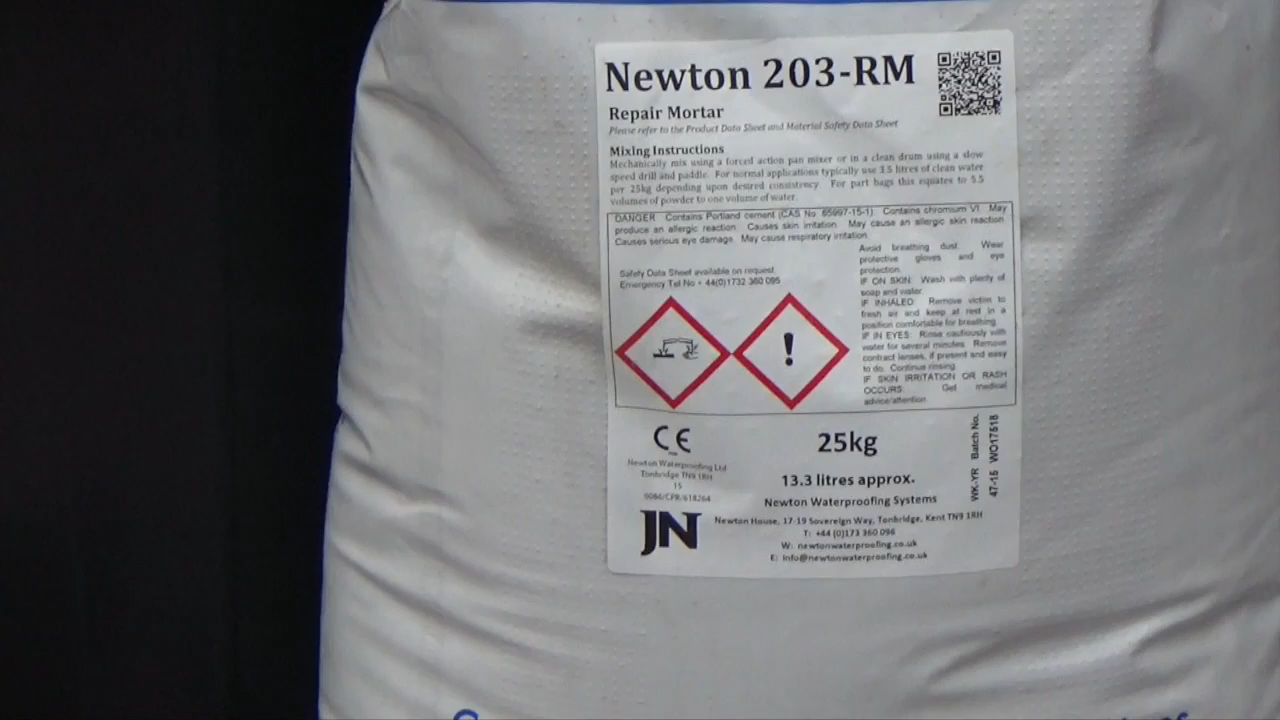 Newton 203-RM
Repair Mortar
Please refer to the Product Data Sheet and Material Safety Data Sheet
Mixing Instructions
Mechanically mix using a forced action pan mixer or in a clean drum using a slow
speed drill and paddle. For normal applications typically use 3.5 litres of clean water
per 25kg depending upon desired consistency. For part bags this equates to 5.5
volumes of powder to one volume of water.
DANGER Contains Portland cement (CAS No 65997-15-1) Contains chromium VI May
produce an allergic reaction. Causes skin irritation. May cause an allergic skin reaction
Causes serious eye damage. May cause respiratory irritation.
Safety Data Sheet available on request.
Emergency Tel No + 44(0)1732 360 095
Avoid breathing dust. Wear
protective gloves and eye
protection.
IF ON SKIN: Wash with plenty of
soap and water
IF INHALED: Remove victim to
fresh air and keep at rest in a
position comfortable for breathing.
IF IN EYES: Rinse cautiously with
water for several minutes. Remove
contract lenses, if present and easy
to do. Continue rinsing.
IF SKIN IRRITATION OR RASH
OCCURS: Get medical
advice/attention.
!
CE
Newton Waterproofing Ltd
Tonbridge TN9 1RH
15
0086/CPR/618264
25kg
13.3 litres approx.
WK-YR Batch No.
47-15 WO17518
JN
Newton Waterproofing Systems
Newton House, 17-19 Sovereign Way, Tonbridge, Kent TN9 1RH
T: +44 (0)173 360 096
W: newtonwaterproofing.co.uk
E: info@newtonwaterproofing.co.uk